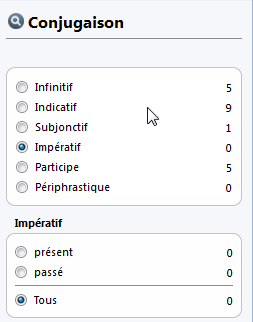 Conjugaison
Infinitif 5
Indicatif 9
Subjonctif 1
Impératif 0
Participe 5
Périphrastique 0
Impératif
présent 0
passé 0
Tous 0